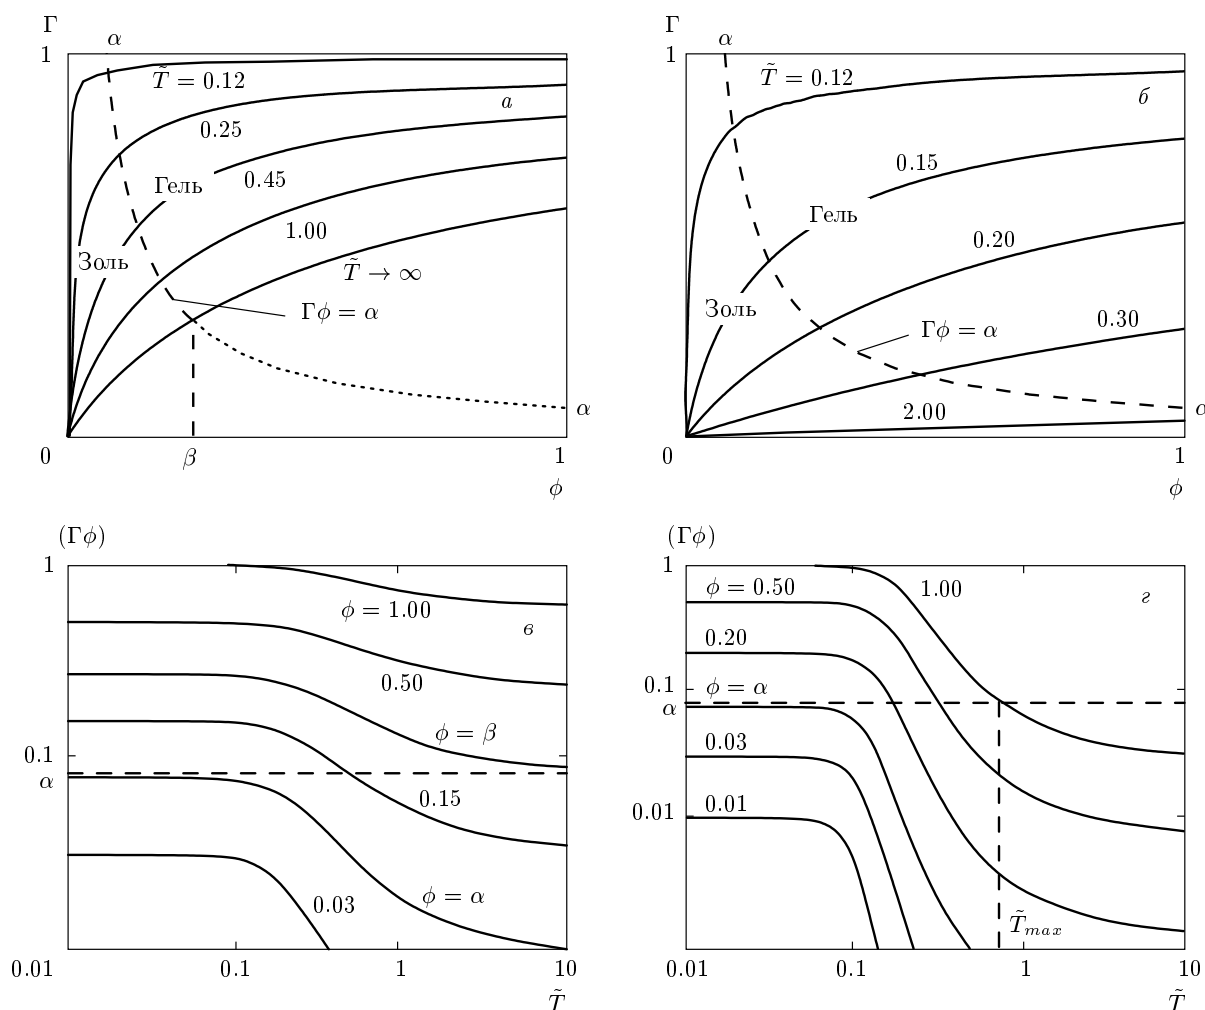 Γ
α
1
T̃ = 0.12
а
0.25
Гель
0.45
Золь
1.00
T̃ → ∞
Γϕ = α
α
0
β
1
ϕ
Γ
α
1
T̃ = 0.12
б
0.15
Гель
0.20
Золь
0.30
Γϕ = α
2.00
α
0
1
ϕ
(Γϕ)
1
ϕ = 1.00
в
0.50
ϕ = β
0.1
α
0.15
ϕ = α
0.03
0.01
0.1
1
10
T̃
(Γϕ)
1
ϕ = 0.50
1.00
г
0.20
0.1
ϕ = α
α
0.03
0.01
0.01
T̃max
0.01
0.1
1
10
T̃